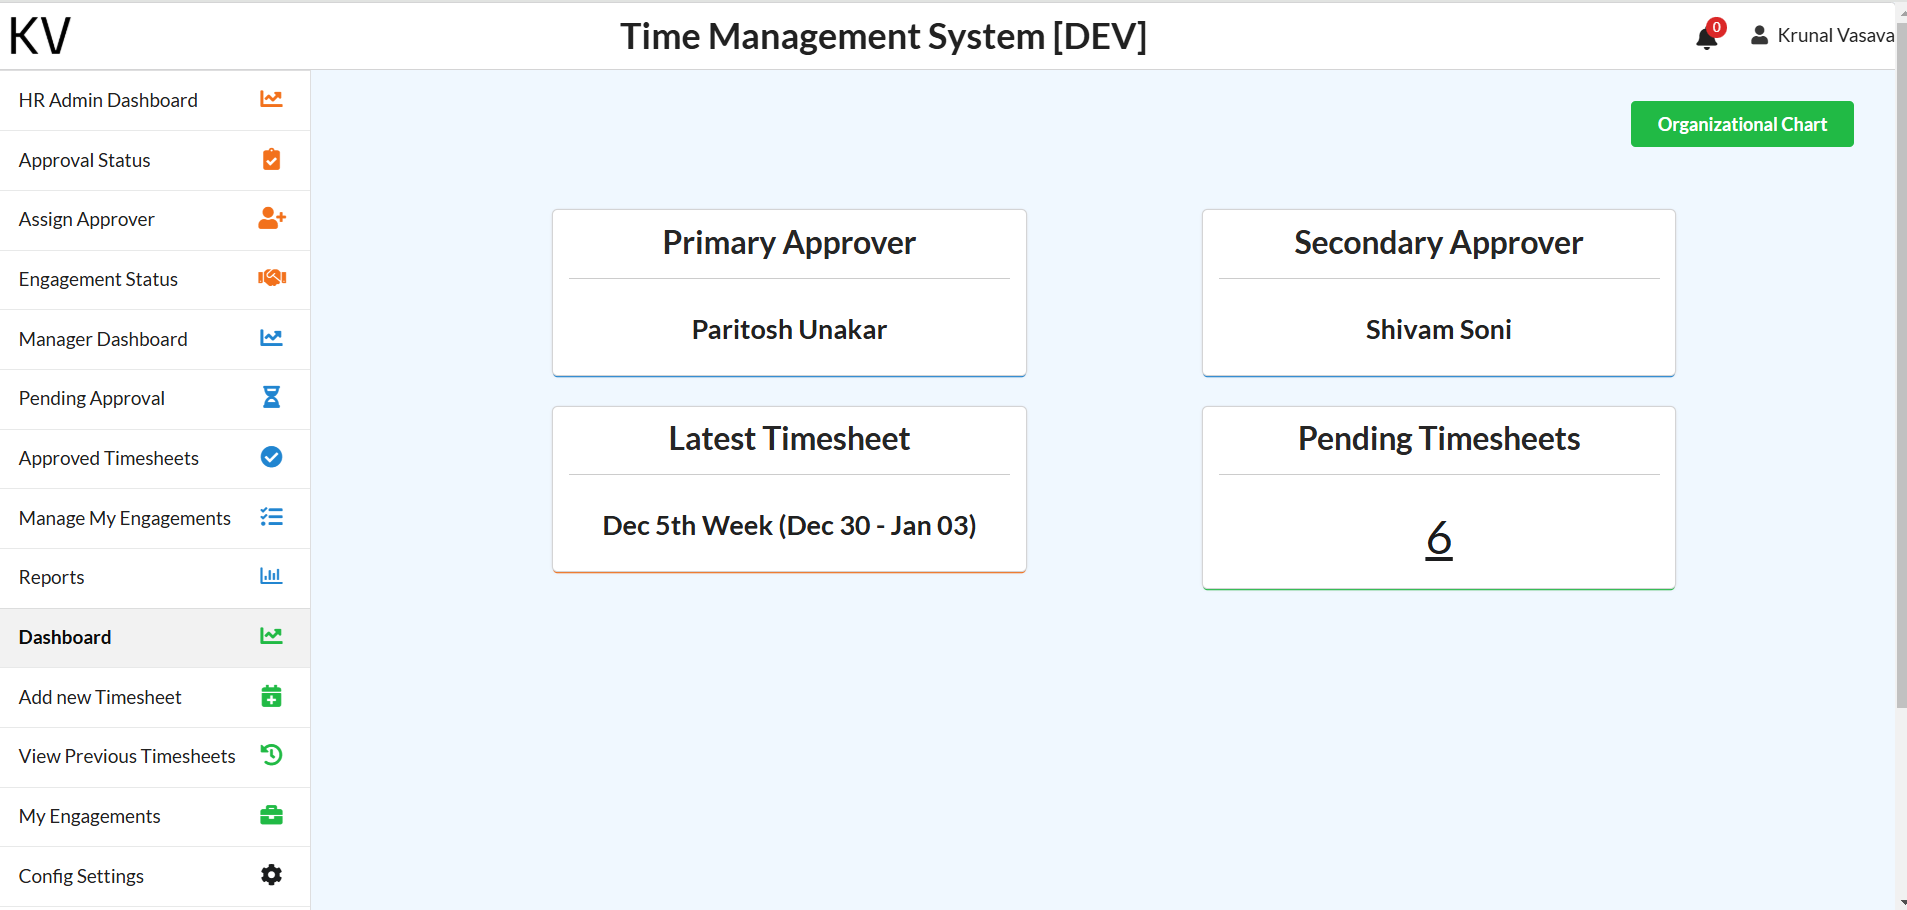 KV
Time Management System [DEV]
0
Krunal Vasava
HR Admin Dashboard
Approval Status
Assign Approver
Engagement Status
Manager Dashboard
Pending Approval
Approved Timesheets
Manage My Engagements
Reports
Dashboard
Add new Timesheet
View Previous Timesheets
My Engagements
Config Settings
Organizational Chart
Primary Approver
Paritosh Unakar
Secondary Approver
Shivam Soni
Latest Timesheet
Dec 5th Week (Dec 30 - Jan 03)
Pending Timesheets
6